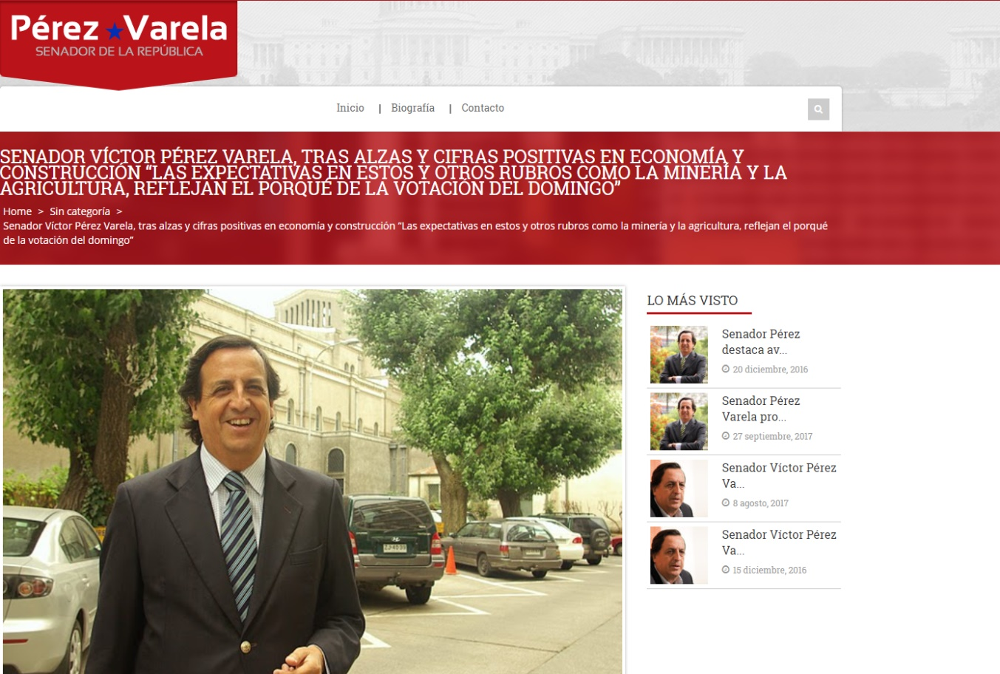 Pérez Varela
SENADOR DE LA REPÚBLICA
Inicio | Biografía | Contacto
SENADOR VÍCTOR PÉREZ VARELA, TRAS ALZAS Y CIFRAS POSITIVAS EN ECONOMÍA Y
CONSTRUCCIÓN “LAS EXPECTATIVAS EN ESTOS Y OTROS RUBROS COMO LA MINERÍA Y LA
AGRICULTURA, REFLEJAN EL PORQUÉ DE LA VOTACIÓN DEL DOMINGO”
Home > Sin categoría >
Senador Víctor Pérez Varela, tras alzas y cifras positivas en economía y construcción “Las expectativas en estos y otros rubros como la minería y la agricultura, reflejan el porqué
de la votación del domingo”
LO MÁS VISTO
Senador Pérez
destaca av...
20 diciembre, 2016
Senador Pérez
Varela pro...
27 septiembre, 2017
Senador Víctor Pérez
Va...
8 agosto, 2017
Senador Víctor Pérez
Va...
15 diciembre, 2016